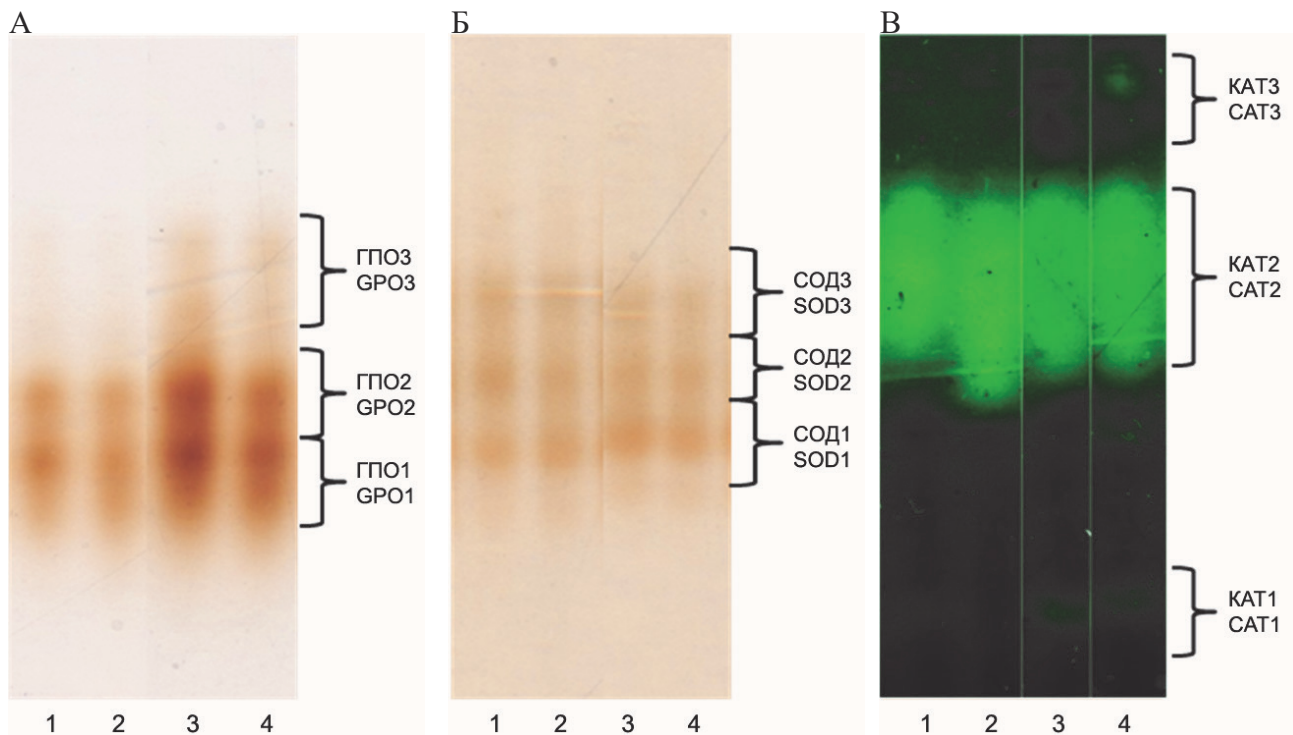 А
ГПО3
GPO3
ГПО2
GPO2
ГПО1
GPO1
1 2 3 4
Б
СОД3
SOD3
СОД2
SOD2
СОД1
SOD1
1 2 3 4
В
КАТ3
CAT3
КАТ2
CAT2
КАТ1
CAT1
1 2 3 4